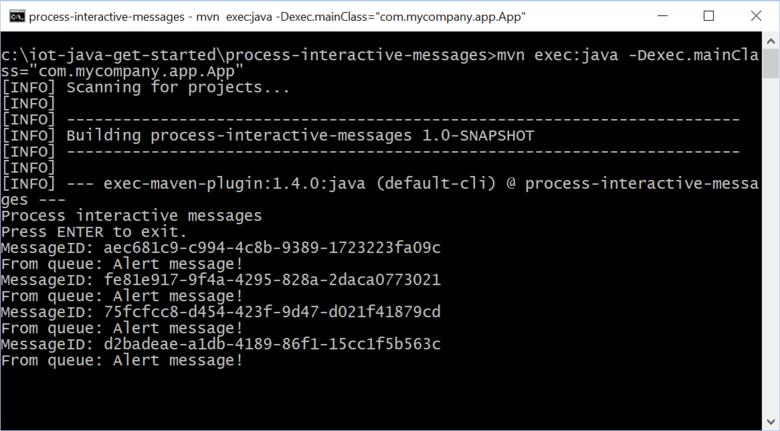 process-interactive-messages - mvn  exec:java -Dexec.mainClass="com.mycompany.app.App"
c:\iot-java-get-started\process-interactive-messages>mvn exec:java -Dexec.mainCla
ss="com.mycompany.app.App"
[INFO] Scanning for projects...
[INFO]
[INFO] ------------------------------------------------------------------------
[INFO] Building process-interactive-messages 1.0-SNAPSHOT
[INFO] ------------------------------------------------------------------------
[INFO]
[INFO] --- exec-maven-plugin:1.4.0:java (default-cli) @ process-interactive-messa
ges ---
Process interactive messages
Press ENTER to exit.
MessageID: aec681c9-c994-4c8b-9389-1723223fa09c
From queue: Alert message!
MessageID: fe81e917-9f4a-4295-828a-2daca0773021
From queue: Alert message!
MessageID: 75fcfcc8-d454-423f-9d47-d021f41879cd
From queue: Alert message!
MessageID: d2badeae-a1db-4189-86f1-15cc1f5b563c
From queue: Alert message!